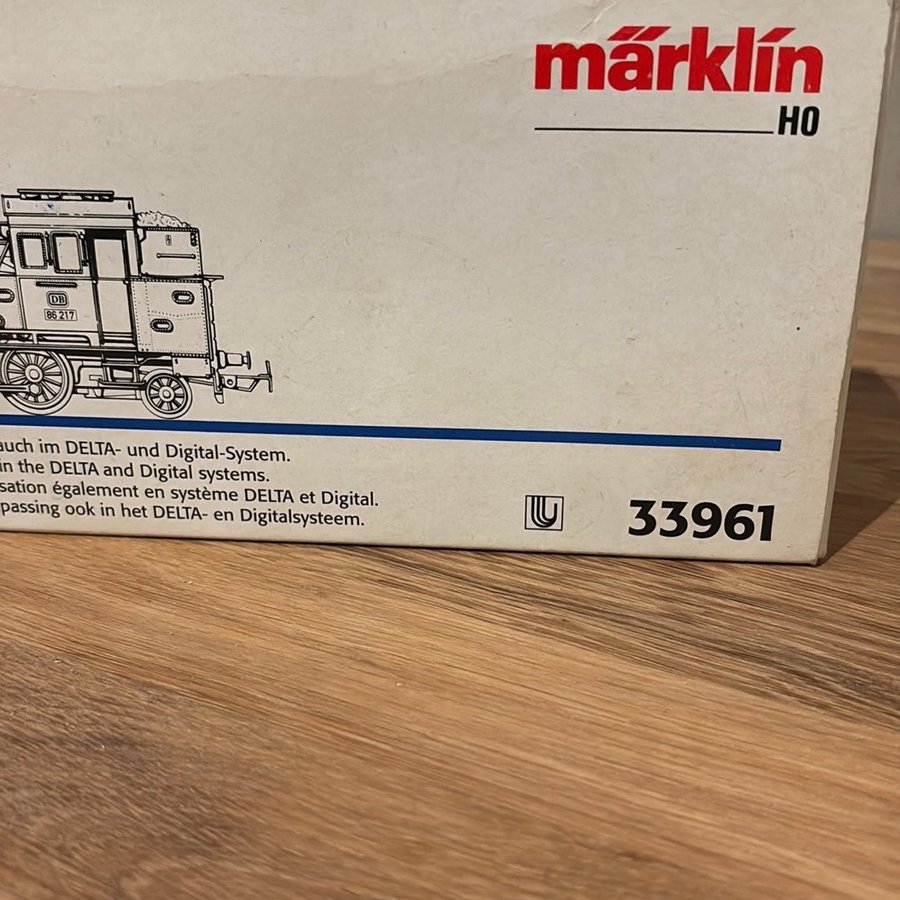 märklín
HO
DB
86 217
auch im DELTA- und Digital-System.
in the DELTA and Digital systems.
sation également en système DELTA et Digital.
passing ook in het DELTA- en Digitalsysteem.
33961